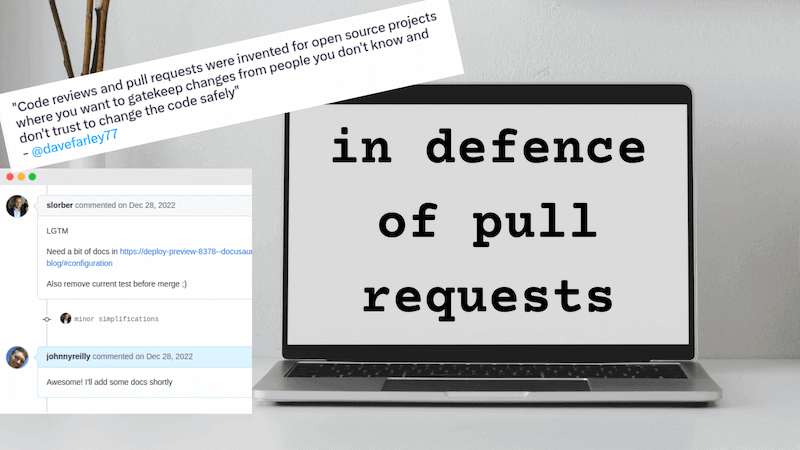 "Code reviews and pull requests were invented for open source projects
where you want to gatekeep changes from people you don't know and
don't trust to change the code safely"
- @davefarley77
in defence
of pull
requests
slorber commented on Dec 28, 2022
LGTM
Need a bit of docs in https://deploy-preview-8378--docusau
blog/#configuration
Also remove current test before merge ;)
minor simplifications
johnnyreilly commented on Dec 28, 2022
Awesome! I'll add some docs shortly